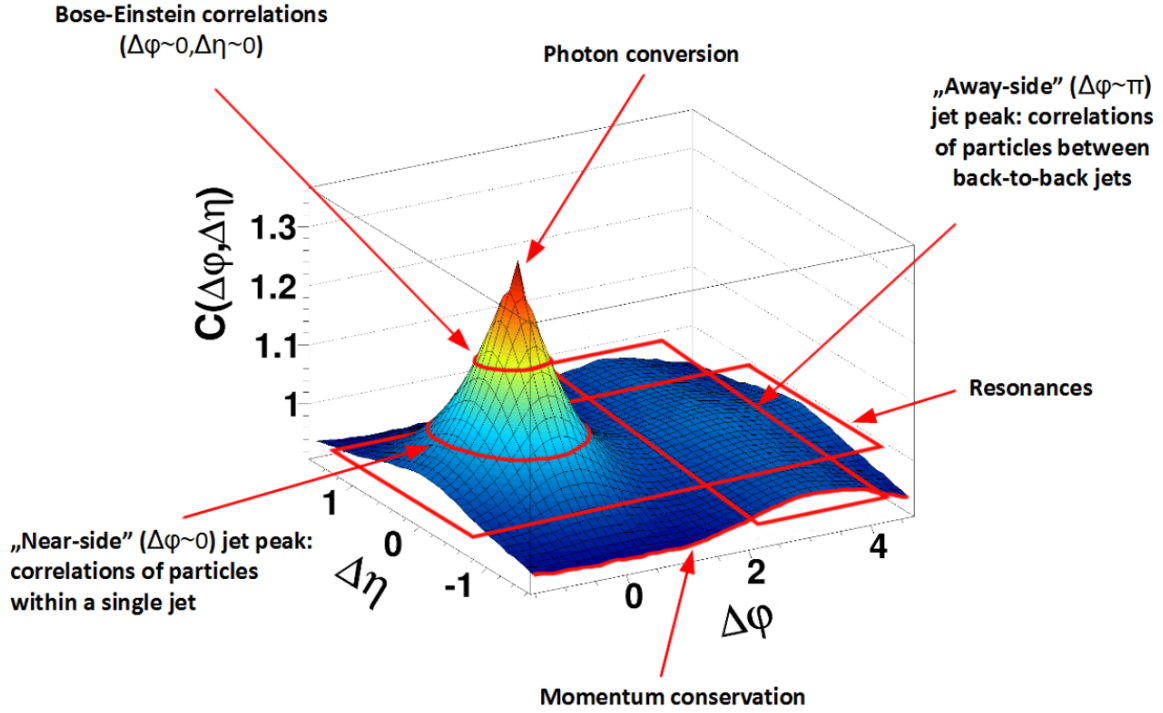 Bose-Einstein correlations
(Δφ~0,Δη~0)
Photon conversion
„Away-side” (Δφ~π)
jet peak: correlations
of particles between
back-to-back jets
C(Δφ,Δη)
1.3
1.2
1.1
1
Resonances
„Near-side” (Δφ~0) jet peak:
correlations of particles
within a single jet
1
0
-1
Δη
0
2
4
Δφ
Momentum conservation